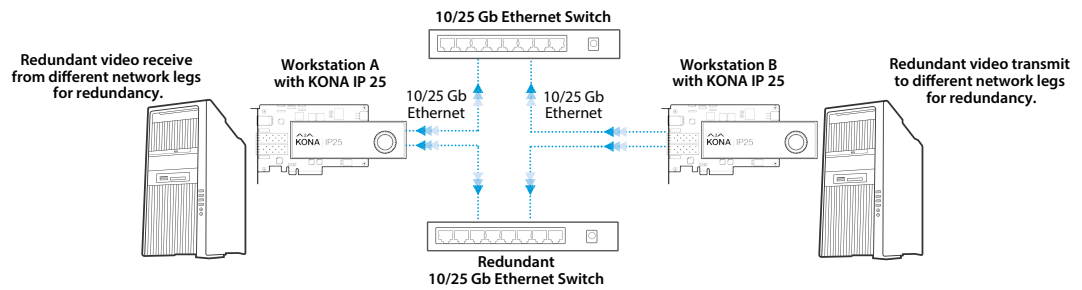 10/25 Gb Ethernet Switch
Redundant video receive
from different network legs
for redundancy.
Workstation A
with KONA IP 25
10/25 Gb
Ethernet
10/25 Gb
Ethernet
Workstation B
with KONA IP 25
Redundant video transmit
to different network legs
for redundancy.
AJA
KONA IP25
AJA
KONA IP25
Redundant
10/25 Gb Ethernet Switch